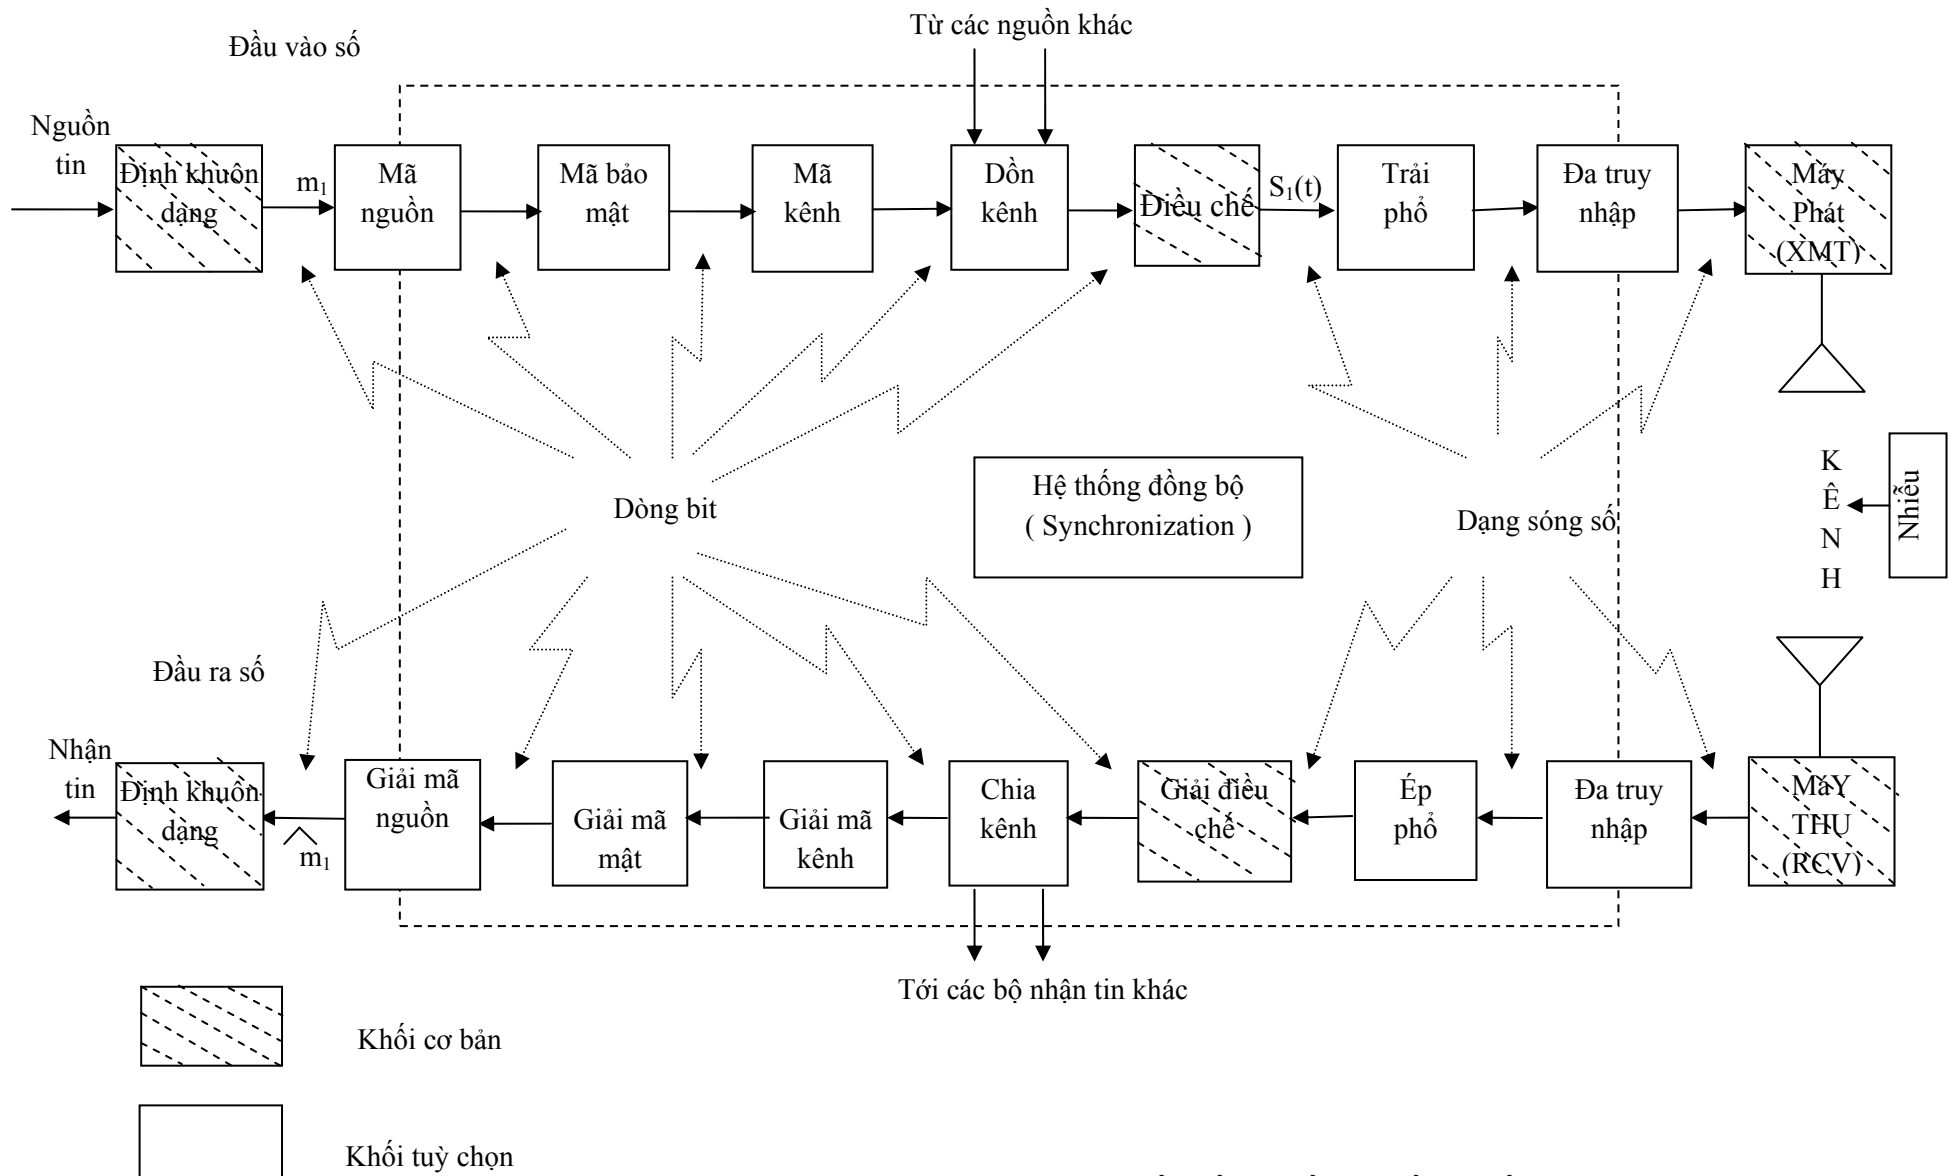 Từ các nguồn khác
Đầu vào số
Nguồn
tin
Định khuôn
dạng
m1
Mã
nguồn
Mã bảo
mật
Mã
kênh
Dồn
kênh
Điều chế
S1(t)
Trải
phổ
Đa truy
nhập
Máy
Phát
(XMT)
Dòng bit
Hệ thống đồng bộ
( Synchronization )
Dạng sóng số
K
Ê
N
H
Nhiễu
Đầu ra số
Nhận
tin
Định khuôn
dạng
m1
Giải mã
nguồn
Giải mã
mật
Giải mã
kênh
Chia
kênh
Giải điều
chế
Ép
phổ
Đa truy
nhập
MáY
THU
(RCV)
Tới các bộ nhận tin khác
Khối cơ bản
Khối tuỳ chọn